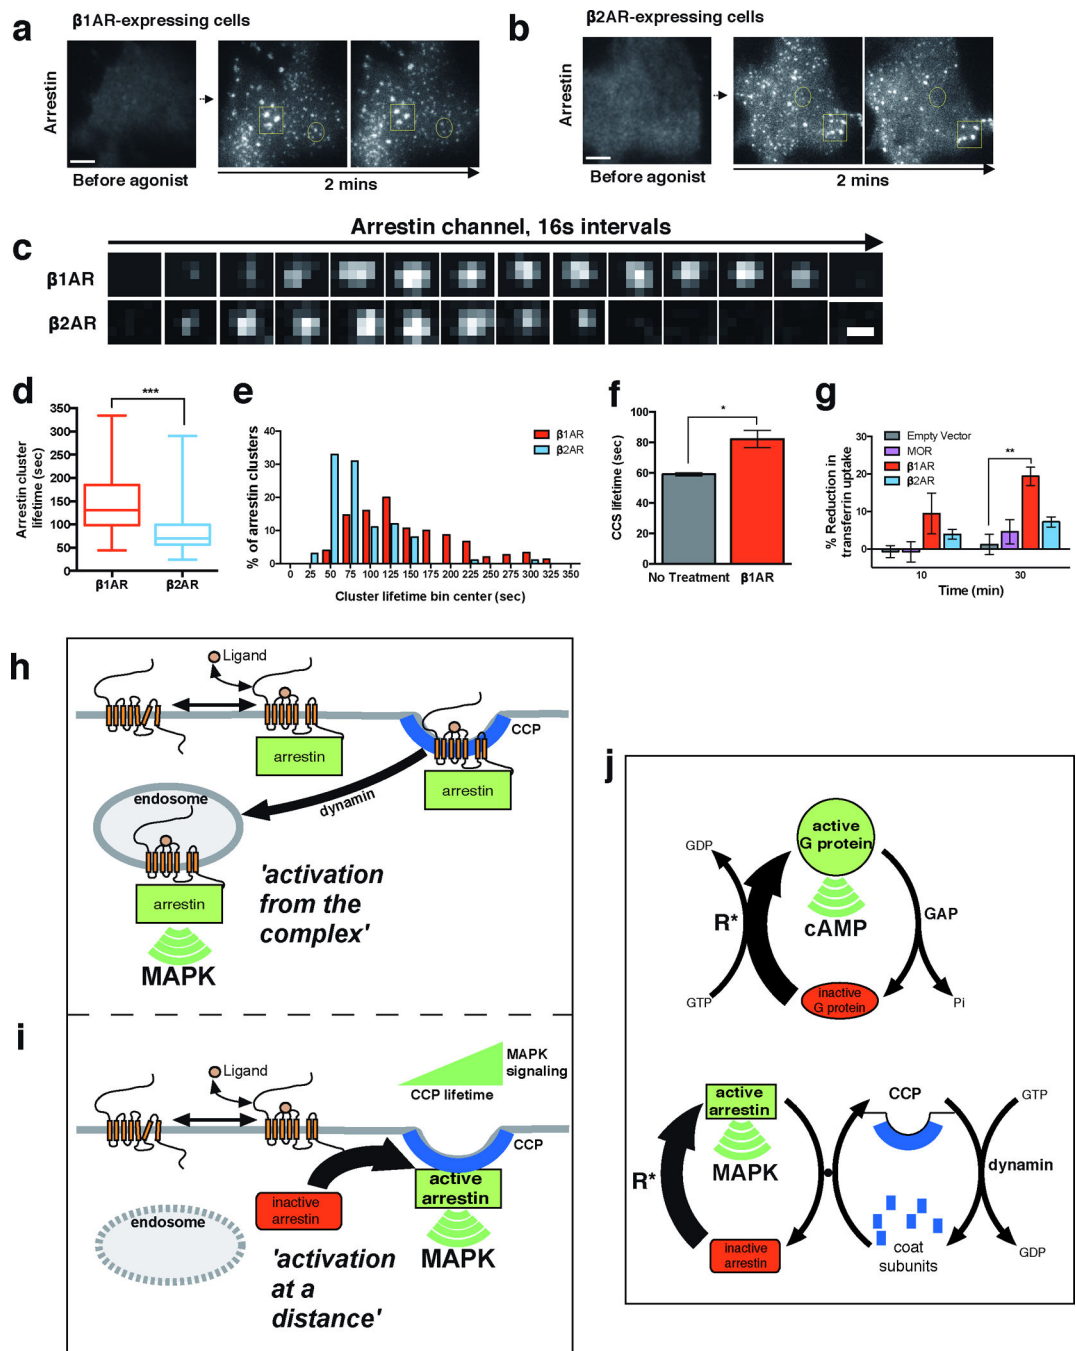 a
β1AR-expressing cells
Arrestin
Before agonist
2 mins
b
β2AR-expressing cells
Arrestin
Before agonist
2 mins
c
Arrestin channel, 16s intervals
β1AR
β2AR
d
***
Arrestin cluster
lifetime (sec)
350
300
250
200
150
100
50
0
β1AR
β2AR
e
β1AR
β2AR
% of arrestin clusters
40
30
20
10
0
0 25 50 75 100 125 150 175 200 225 250 275 300 325 350
Cluster lifetime bin center (sec)
f
*
CCS lifetime (sec)
100
80
60
40
20
0
No Treatment
β1AR
g
Empty Vector
MOR
β1AR
β2AR
**
% Reduction in
transferrin uptake
30
20
10
0
10
30
Time (min)
h
Ligand
arrestin
CCP
arrestin
dynamin
endosome
arrestin
MAPK
'activation
from the
complex'
i
Ligand
MAPK
signaling
CCP lifetime
CCP
active
arrestin
inactive
arrestin
MAPK
endosome
'activation
at a
distance'
j
active
G protein
GDP
R*
cAMP
GAP
GTP
inactive
G protein
Pi
active
arrestin
CCP
GTP
MAPK
R*
dynamin
inactive
arrestin
coat
subunits
GDP